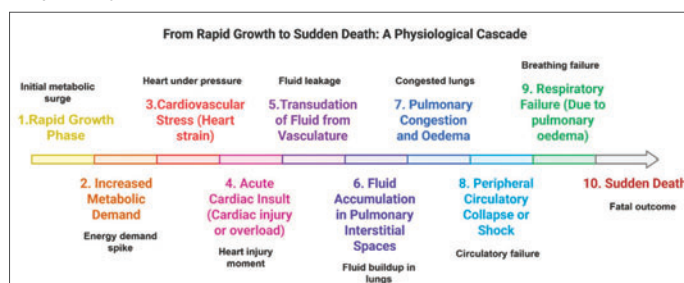 From Rapid Growth to Sudden Death: A Physiological Cascade
Initial metabolic
surge
1.Rapid Growth
Phase
2. Increased
Metabolic
Demand
Energy demand
spike
Heart under pressure
3.Cardiovascular
Stress (Heart
strain)
4. Acute
Cardiac Insult
(Cardiac injury
or overload)
Heart injury
moment
Fluid leakage
5.Transudation
of Fluid from
Vasculature
6. Fluid
Accumulation
in Pulmonary
Interstitial
Spaces
Fluid buildup in
lungs
Congested lungs
7. Pulmonary
Congestion
and Oedema
8. Peripheral
Circulatory
Collapse or
Shock
Circulatory failure
Breathing failure
9. Respiratory
Failure (Due to
pulmonary
oedema)
10. Sudden Death
Fatal outcome